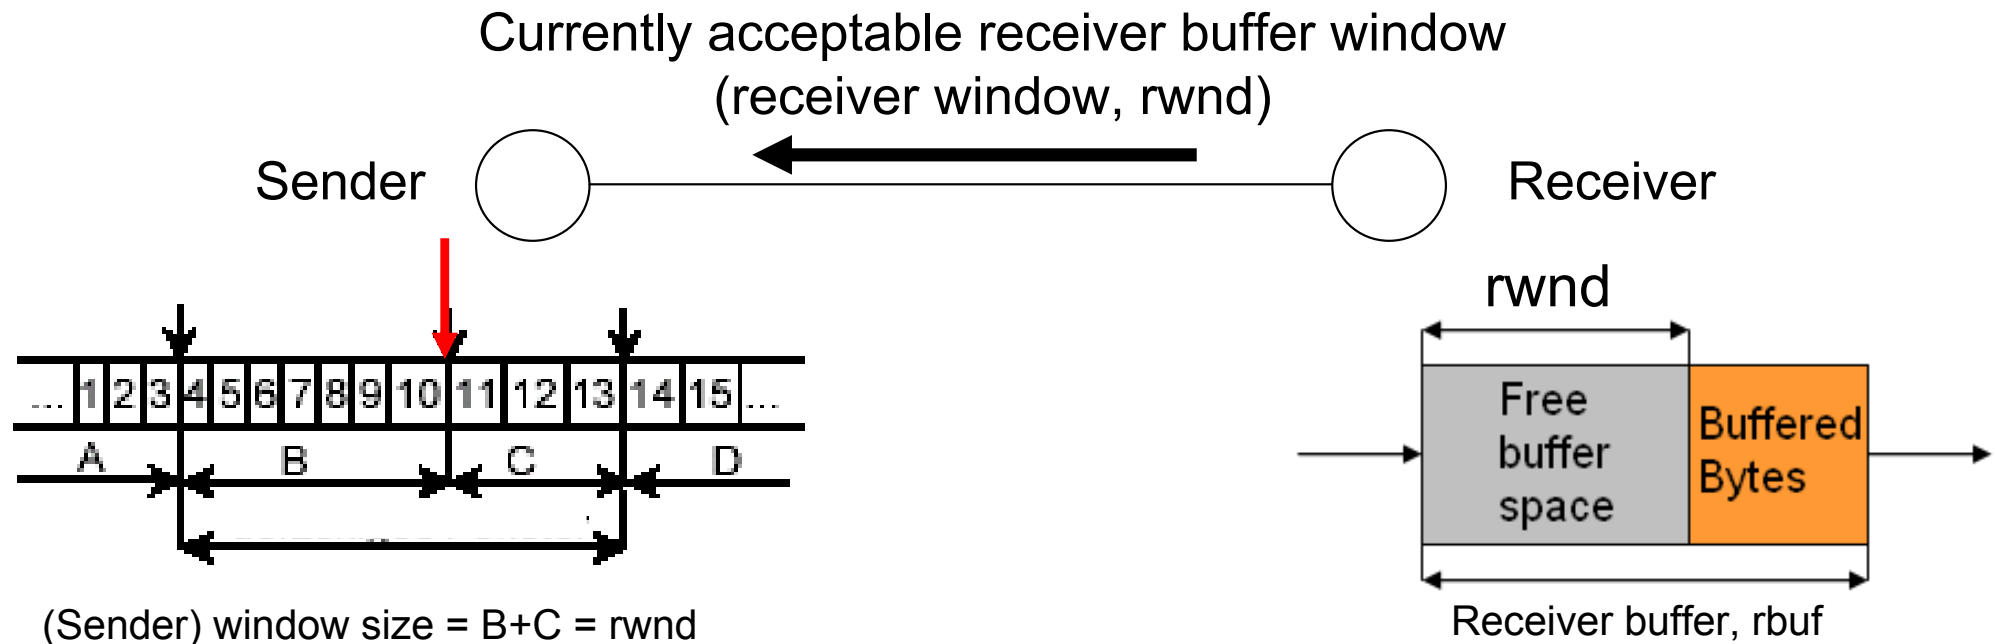 Currently acceptable receiver buffer window
(receiver window, rwnd)
Sender
Receiver
rwnd
... 1 2 3 4 5 6 7 8 9 10 11 12 13 14 15 ...
A B C D
Free
buffer
space
Buffered
Bytes
(Sender) window size = B+C = rwnd
Receiver buffer, rbuf